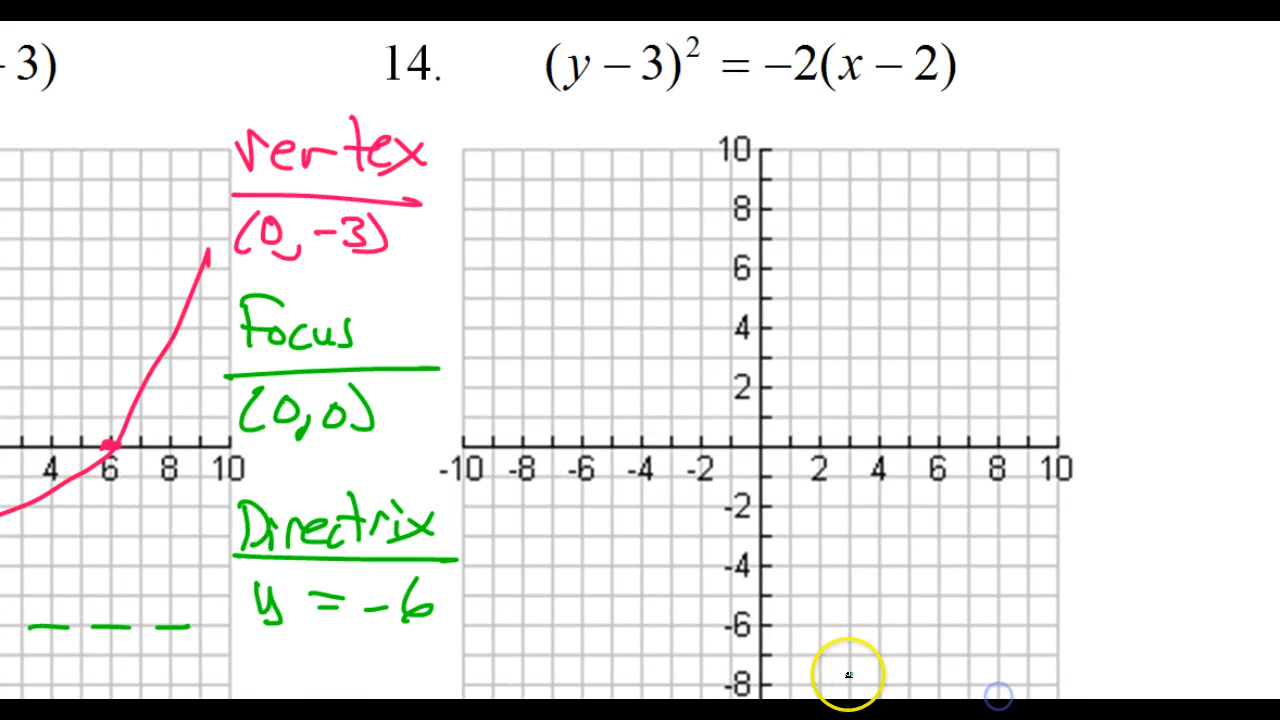 - 3)
14. (y − 3)² = −2(x − 2)
vertex
(0, -3)
Focus
(0,0)
Directrix
y = -6
4 6 8 10
10
8
6
4
2
-10 -8 -6 -4 -2 2 4 6 8 10
-2
-4
-6
-8